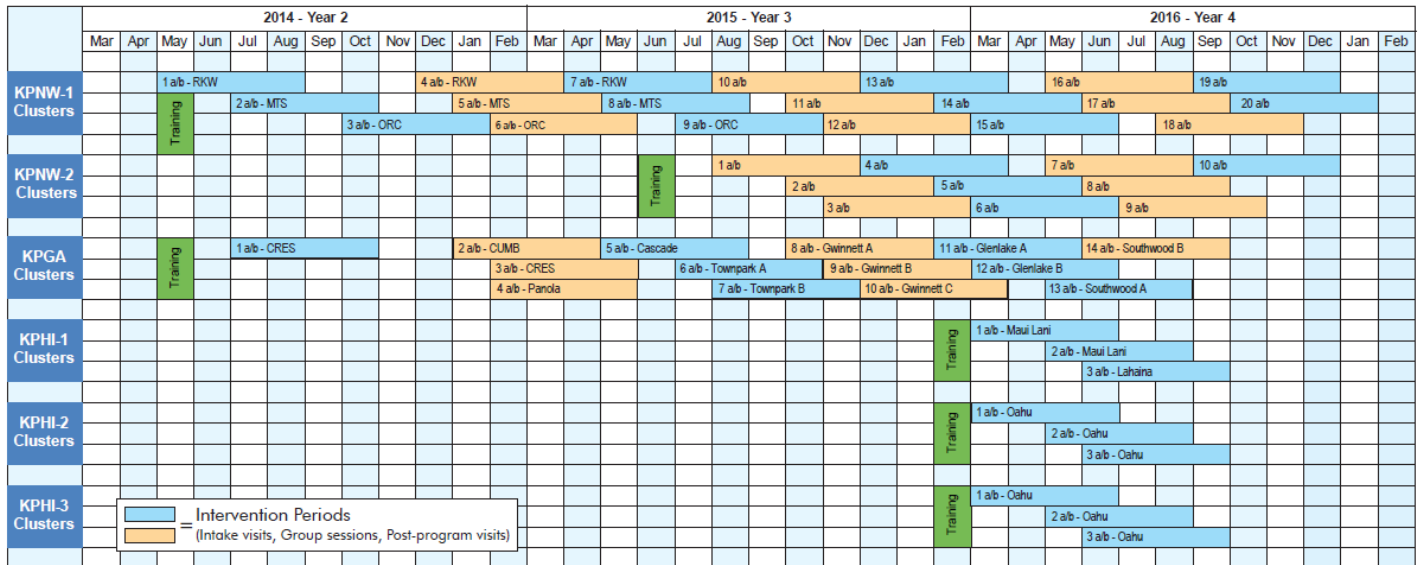 2014 - Year 2 2015 - Year 3 2016 - Year 4
Mar Apr May Jun Jul Aug Sep Oct Nov Dec Jan Feb Mar Apr May Jun Jul Aug Sep Oct Nov Dec Jan Feb Mar Apr May Jun Jul Aug Sep Oct Nov Dec Jan Feb
KPNW-1
Clusters
1 a/b - RKW 4 a/b - RKW 7 a/b - RKW 10 a/b 13 a/b 16 a/b 19 a/b
Training
2 a/b - MTS 5 a/b - MTS 8 a/b - MTS 11 a/b 14 a/b 17 a/b 20 a/b
3 a/b - ORC 6 a/b - ORC 9 a/b - ORC 12 a/b 15 a/b 18 a/b
KPNW-2
Clusters
Training
1 a/b 4 a/b 7 a/b 10 a/b
2 a/b 5 a/b 8 a/b
3 a/b 6 a/b 9 a/b
KPGA
Clusters
Training
1 a/b - CRES 2 a/b - CUMB 5 a/b - Cascade 8 a/b - Gwinnett A 11 a/b - Glenlake A 14 a/b - Southwood B
3 a/b - CRES 6 a/b - Townpark A 9 a/b - Gwinnett B 12 a/b - Glenlake B
4 a/b - Panola 7 a/b - Townpark B 10 a/b - Gwinnett C 13 a/b - Southwood A
KPHI-1
Clusters
Training
1 a/b - Maui Lani
2 a/b - Maui Lani
3 a/b - Lahaina
KPHI-2
Clusters
Training
1 a/b - Oahu
2 a/b - Oahu
3 a/b - Oahu
KPHI-3
Clusters
Training
1 a/b - Oahu
2 a/b - Oahu
3 a/b - Oahu
= Intervention Periods
(Intake visits, Group sessions, Post-program visits)